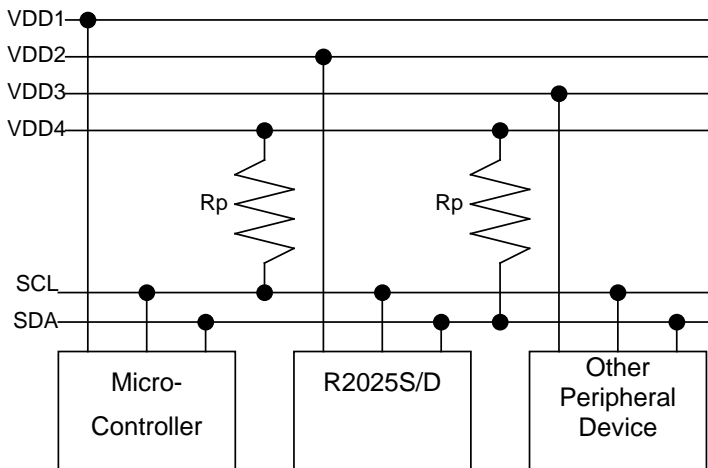 VDD1
VDD2
VDD3
VDD4
Rp
Rp
SCL
SDA
Micro-
Controller
R2025S/D
Other
Peripheral
Device